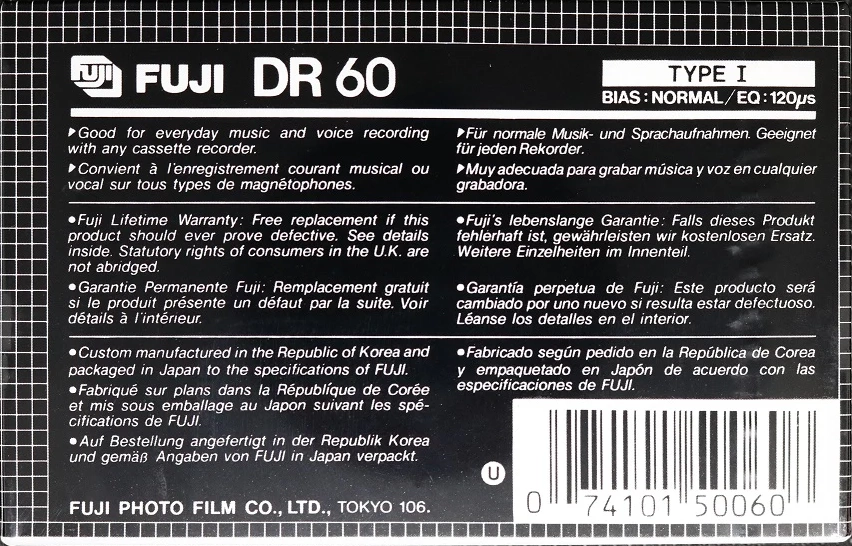 FUJI FUJI DR 60
TYPE I
BIAS : NORMAL/EQ : 120µs
Good for everyday music and voice recording
with any cassette recorder.
Convient à l'enregistrement courant musical ou
vocal sur tous types de magnétophones.
Für normale Musik- und Sprachaufnahmen. Geeignet
für jeden Rekorder.
Muy adecuada para grabar música y voz en cualquier
grabadora.
●Fuji Lifetime Warranty: Free replacement if this
product should ever prove defective. See details
inside. Statutory rights of consumers in the U.K. are
not abridged.
●Garantie Permanente Fuji: Remplacement gratuit
si le produit présente un défaut par la suite. Voir
détails à l'intérieur.
●Fuji's lebenslange Garantie: Falls dieses Produkt
fehlerhaft ist, gewährleisten wir kostenlosen Ersatz.
Weitere Einzelheiten im Innenteil.
●Garantía perpetua de Fuji: Este producto será
cambiado por uno nuevo si resulta estar defectuoso.
Léanse los detalles en el interior.
●Custom manufactured in the Republic of Korea and
packaged in Japan to the specifications of FUJI.
●Fabriqué sur plans dans la Républíque de Corée
et mis sous emballage au Japon suivant les spé-
cifications de FUJI.
●Auf Bestellung angefertigt in der Republik Korea
und gemäß Angaben von FUJI in Japan verpackt.
●Fabricado según pedido en la República de Corea
y empaquetado en Japón de acuerdo con las
especificaciones de FUJI.
U
0 74101 50060
FUJI PHOTO FILM CO., LTD., TOKYO 106.